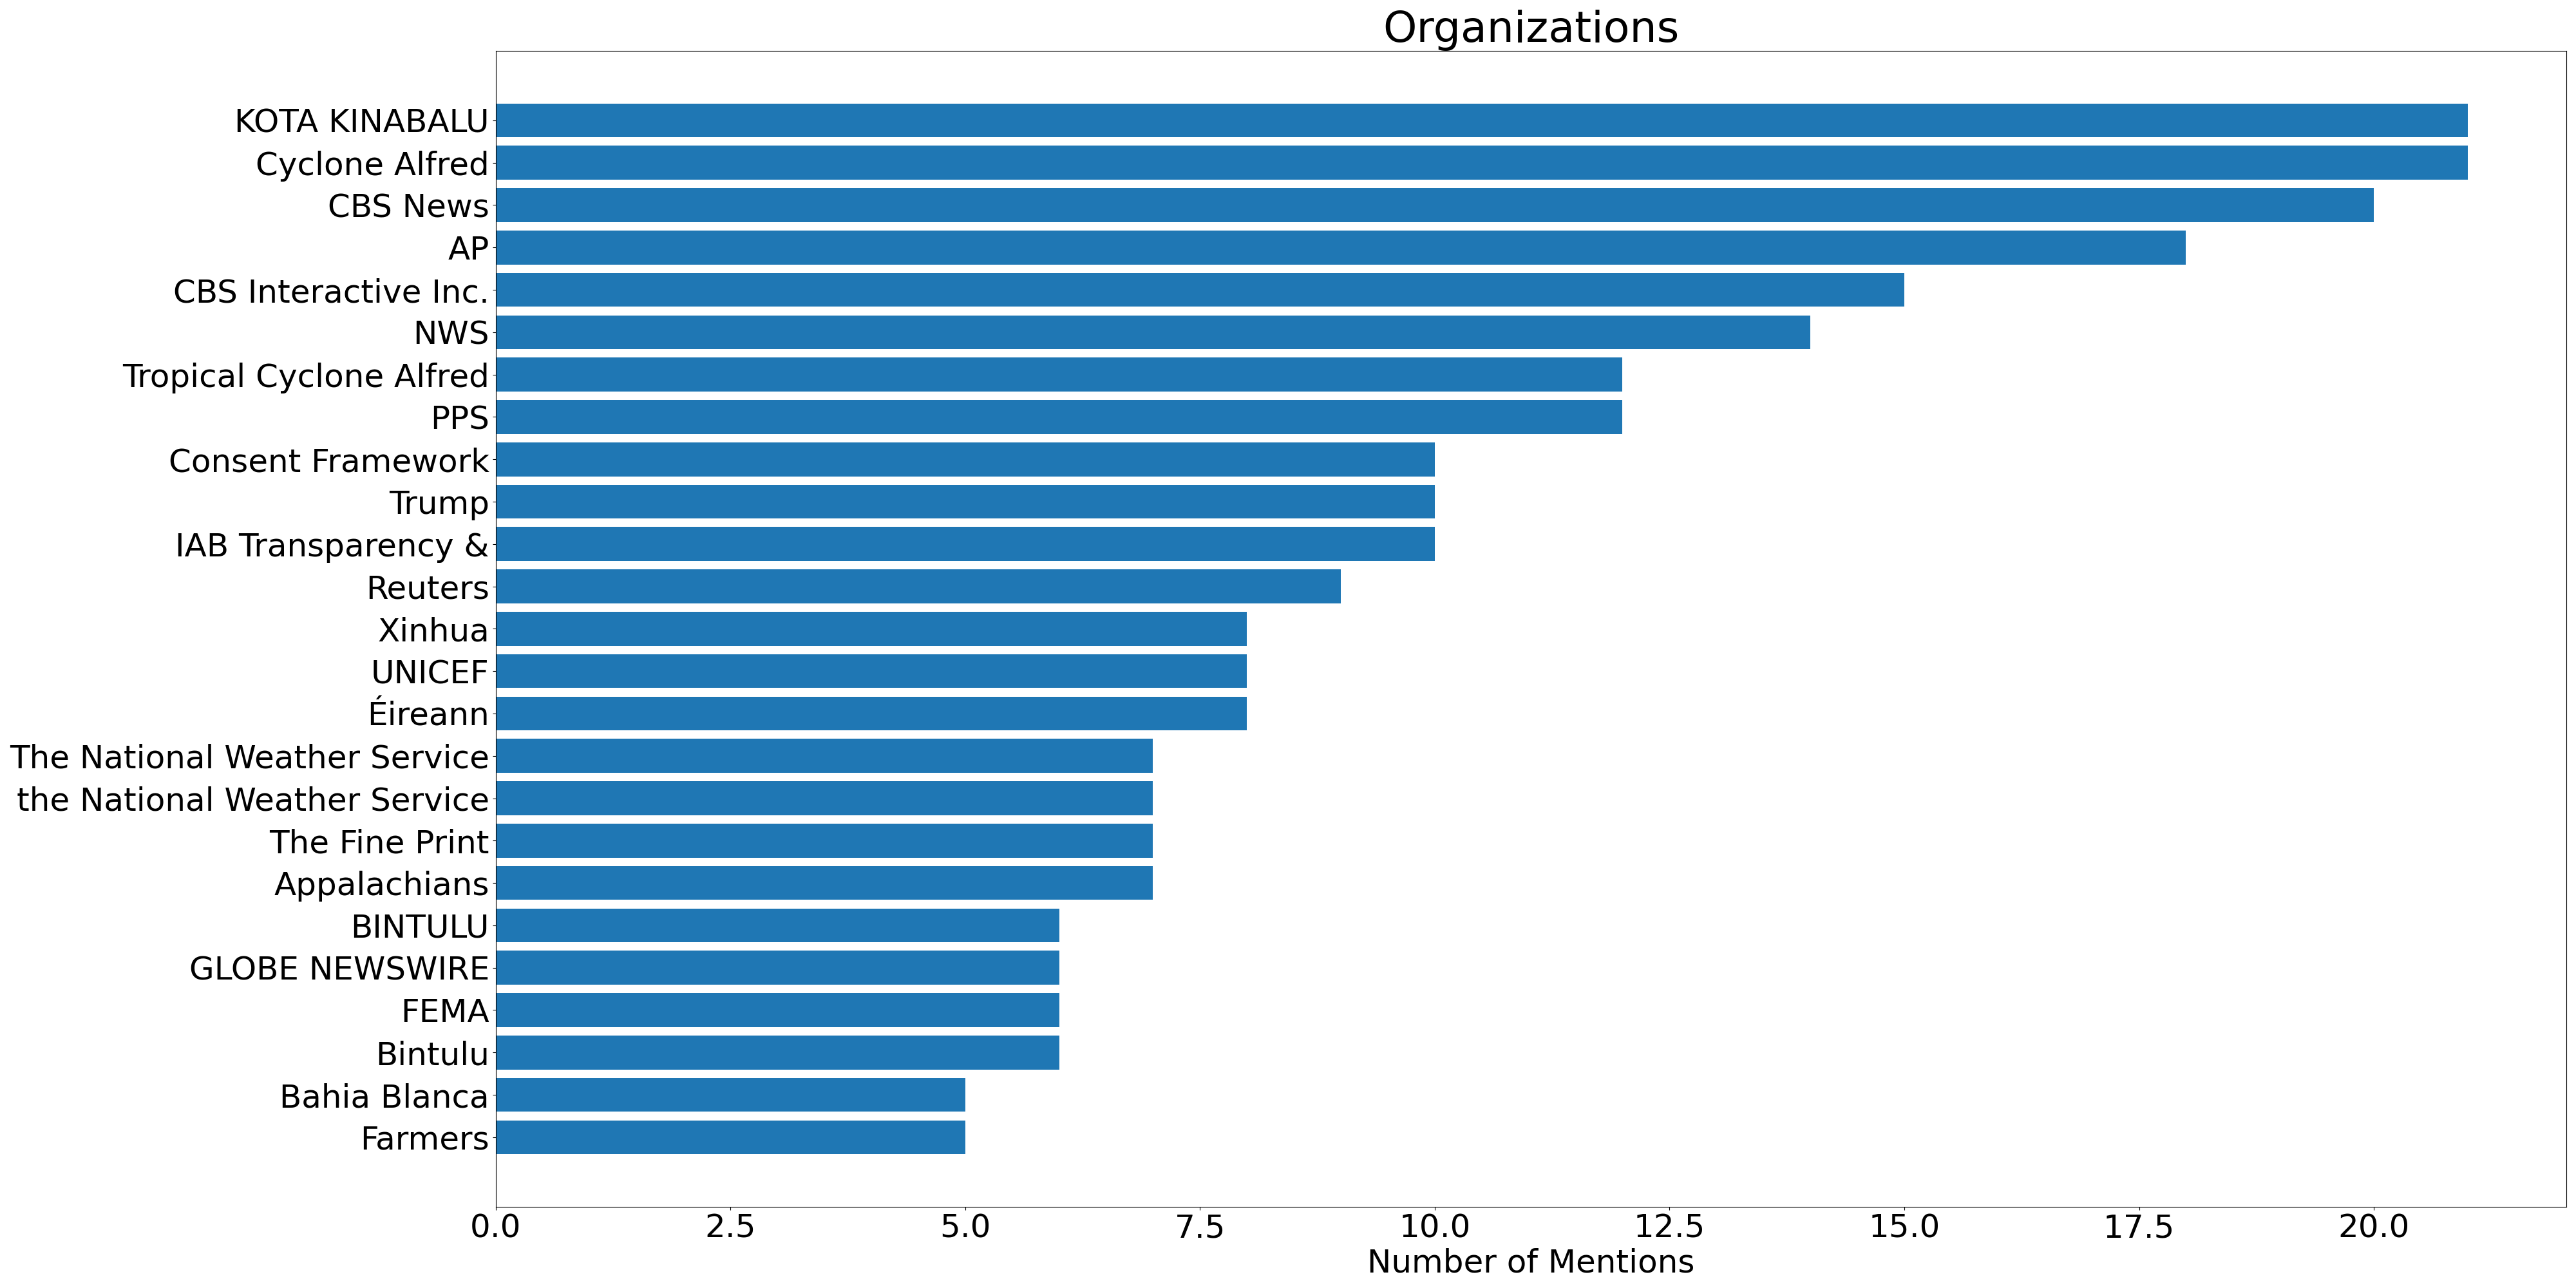 Organizations
KOTA KINABALU
Cyclone Alfred
CBS News
AP
CBS Interactive Inc.
NWS
Tropical Cyclone Alfred
PPS
Consent Framework
Trump
IAB Transparency &
Reuters
Xinhua
UNICEF
Éireann
The National Weather Service
the National Weather Service
The Fine Print
Appalachians
BINTULU
GLOBE NEWSWIRE
FEMA
Bintulu
Bahia Blanca
Farmers
0.0 2.5 5.0 7.5 10.0 12.5 15.0 17.5 20.0
Number of Mentions